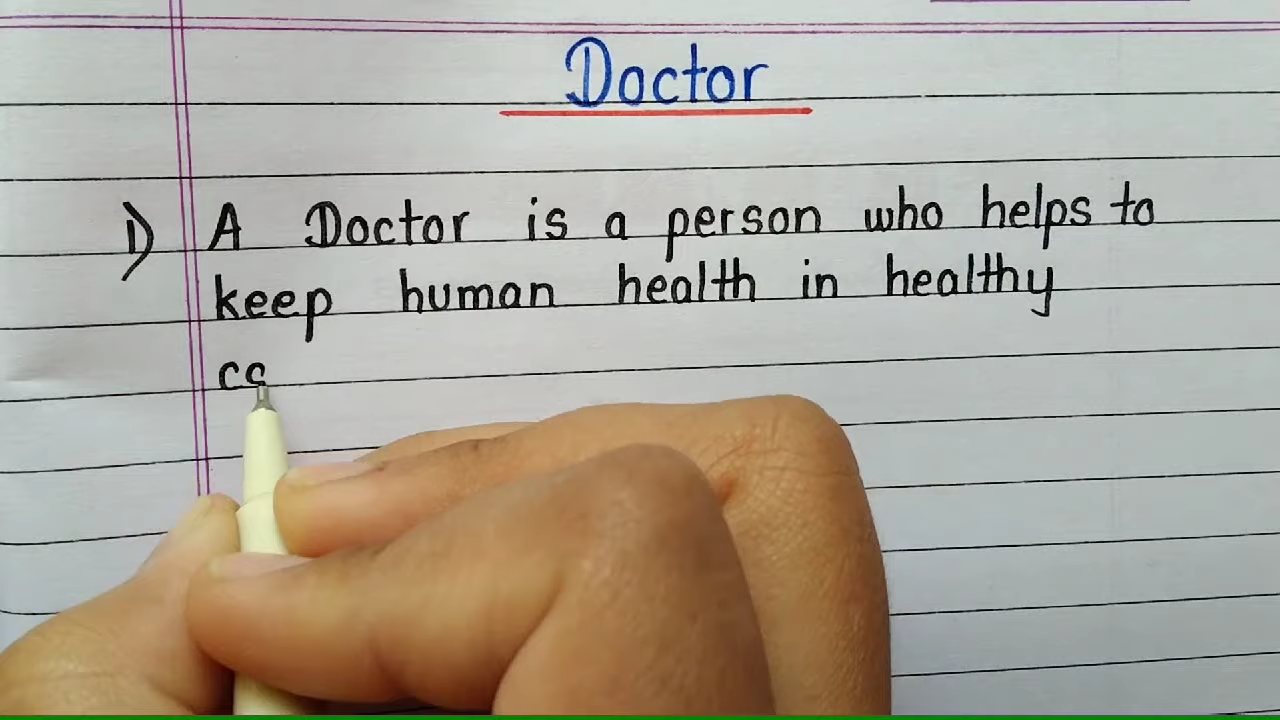 Doctor
1) A Doctor is a person who helps to
keep human health in healthy